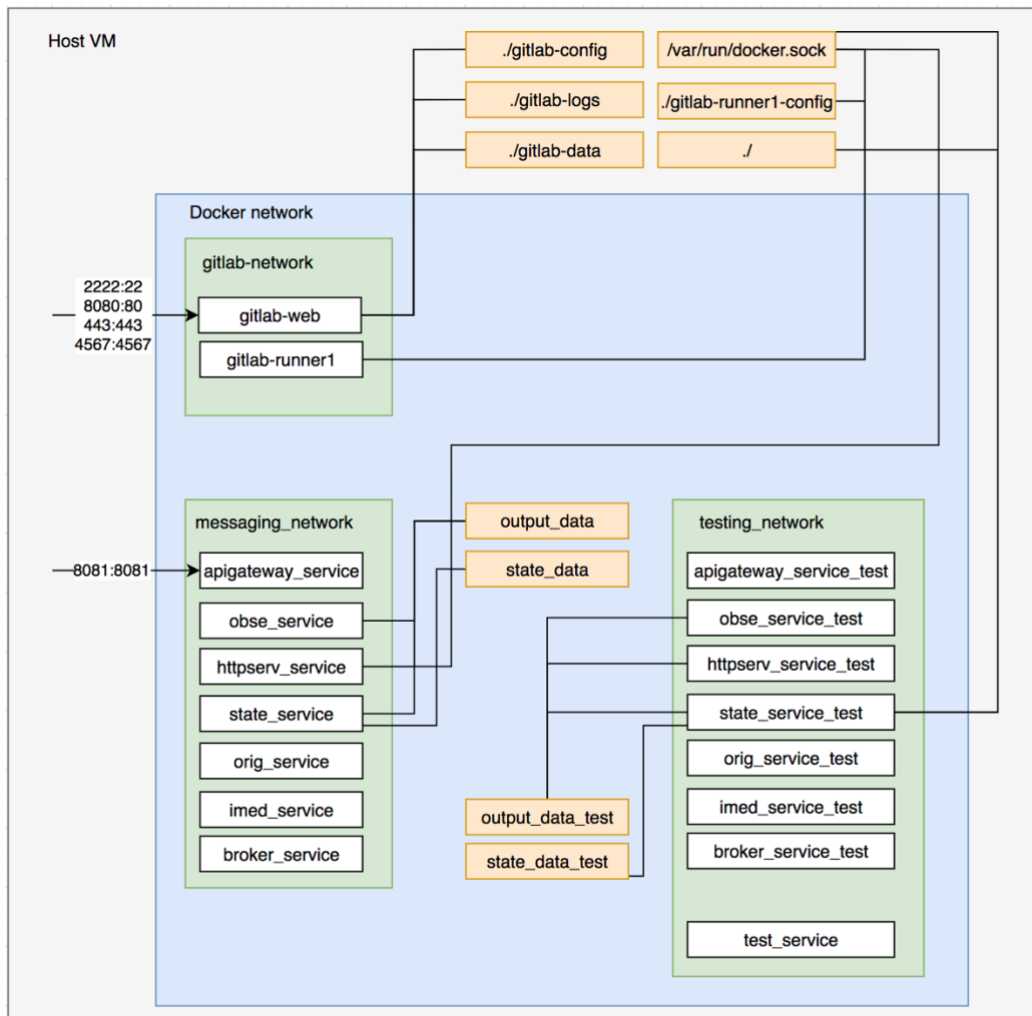 Host VM
./gitlab-config
/var/run/docker.sock
./gitlab-logs
./gitlab-runner1-config
./gitlab-data
./
Docker network
gitlab-network
2222:22
8080:80
443:443
4567:4567
gitlab-web
gitlab-runner1
messaging_network
output_data
testing_network
8081:8081
apigateway_service
state_data
apigateway_service_test
obse_service
obse_service_test
httpserv_service
httpserv_service_test
state_service
state_service_test
orig_service
orig_service_test
imed_service
output_data_test
imed_service_test
broker_service
state_data_test
broker_service_test
test_service